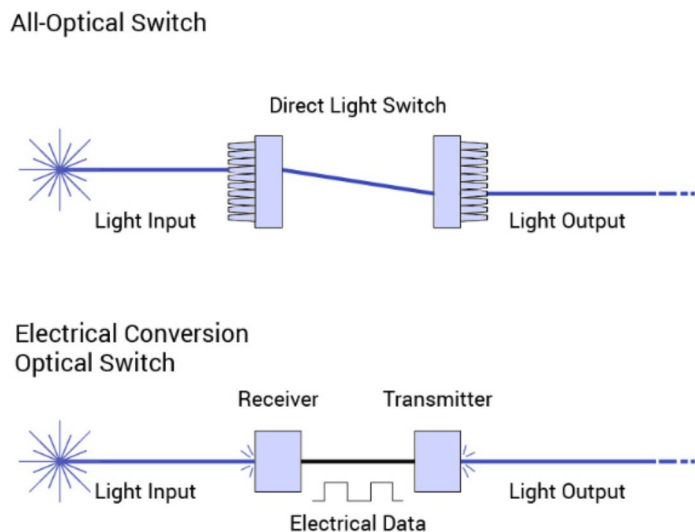 All-Optical Switch
Direct Light Switch
Light Input
Light Output
Electrical Conversion
Optical Switch
Receiver
Transmitter
Light Input
Light Output
Electrical Data